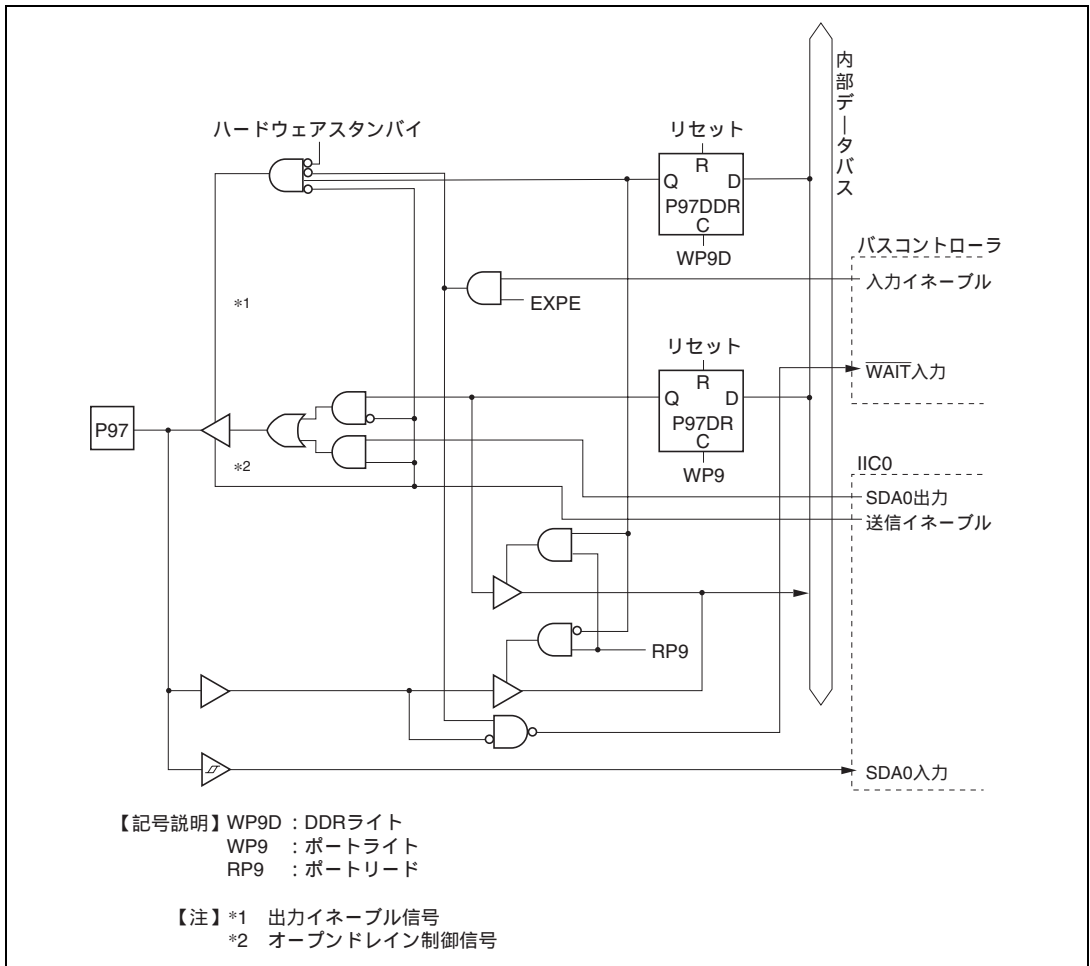 内部データバス
ハードウェアスタンバイ
リセット
R
Q D
P97DDR
C
WP9D
バスコントローラ
入力イネーブル
EXPE
*1
リセット
WAIT入力
R
Q D
P97DR
C
WP9
P97
*2
IIC0
SDA0出力
送信イネーブル
RP9
SDA0入力
【記号説明】WP9D :DDRライト
WP9 :ポートライト
RP9 :ポートリード
【注】*1 出力イネーブル信号
*2 オープンドレイン制御信号